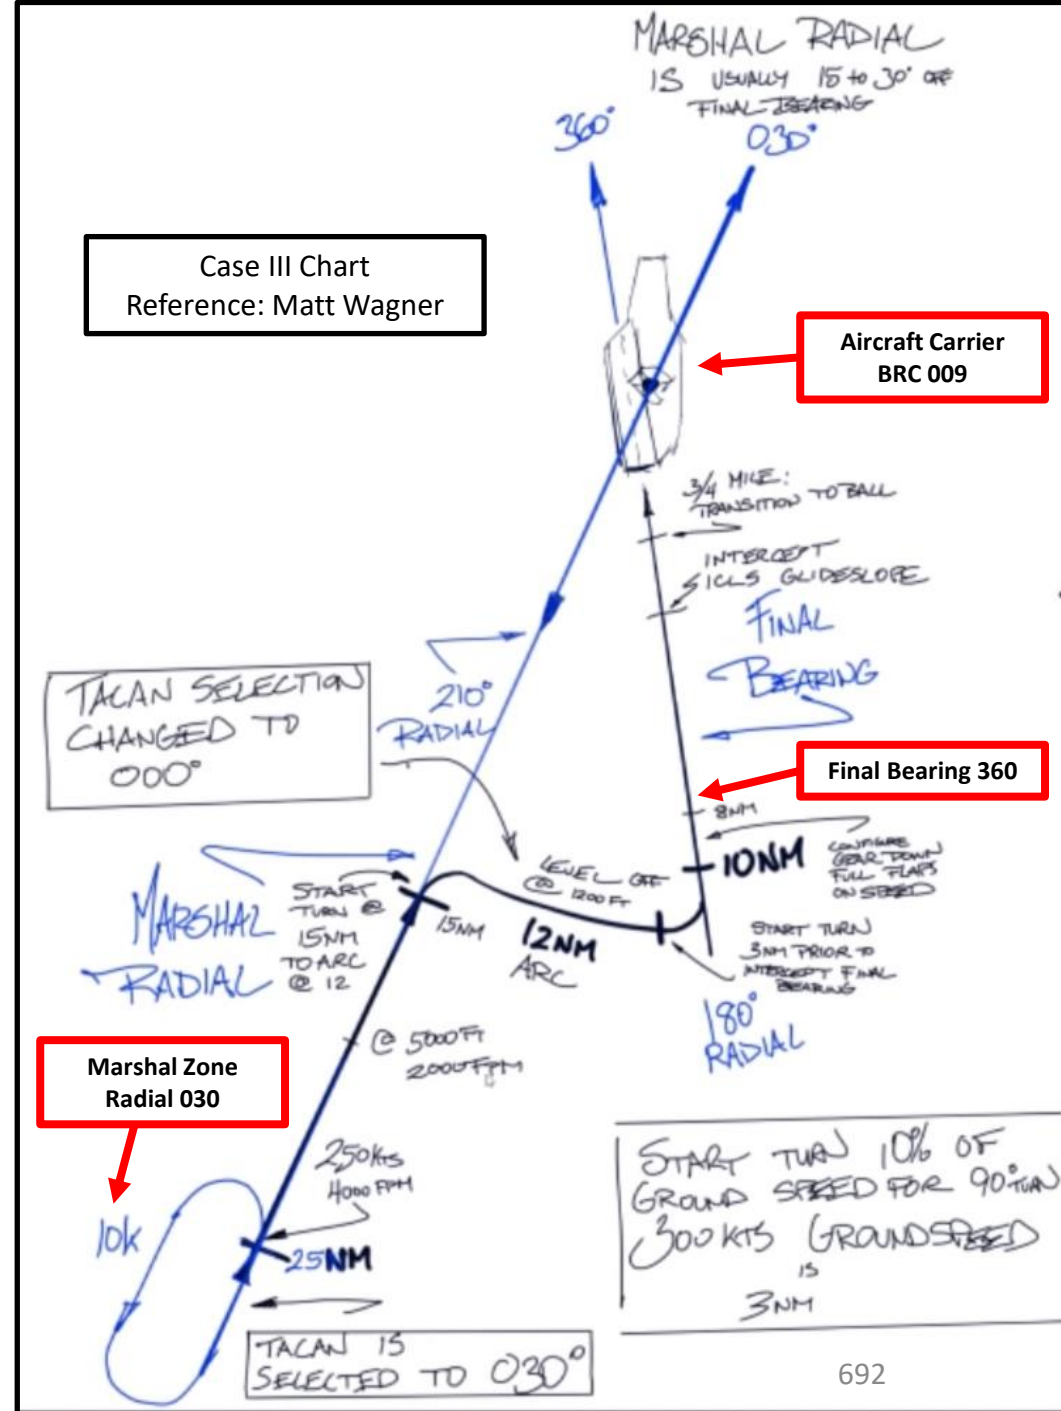 MARSHAL RADIAL
IS USUALLY 15 to 30° OFF
FINAL BEARING
360°
030°
Case III Chart
Reference: Matt Wagner
Aircraft Carrier
BRC 009
3/4 MILE:
TRANSITION TO BALL
INTERCEPT
ICLS GLIDESLOPE
FINAL
BEARING
210°
RADIAL
TACAN SELECTION
CHANGED TO
000°
Final Bearing 360
8NM
10NM
CONFIGURE
GEAR DOWN
FULL FLAPS
ON SPEED
LEVEL OFF
@ 1200 FT
START
TURN @
15NM
TO ARC
@ 12
15NM
12NM
ARC
MARSHAL
RADIAL
START TURN
3NM PRIOR TO
INTERCEPT FINAL
BEARING
180°
RADIAL
@ 5000 FT
2000 FPM
Marshal Zone
Radial 030
250 KTS
4000 FPM
10K
25NM
START TURN 10% OF
GROUND SPEED FOR 90° TURN
300 KTS GROUNDSPEED
IS
3NM
TACAN IS
SELECTED TO 030°
692